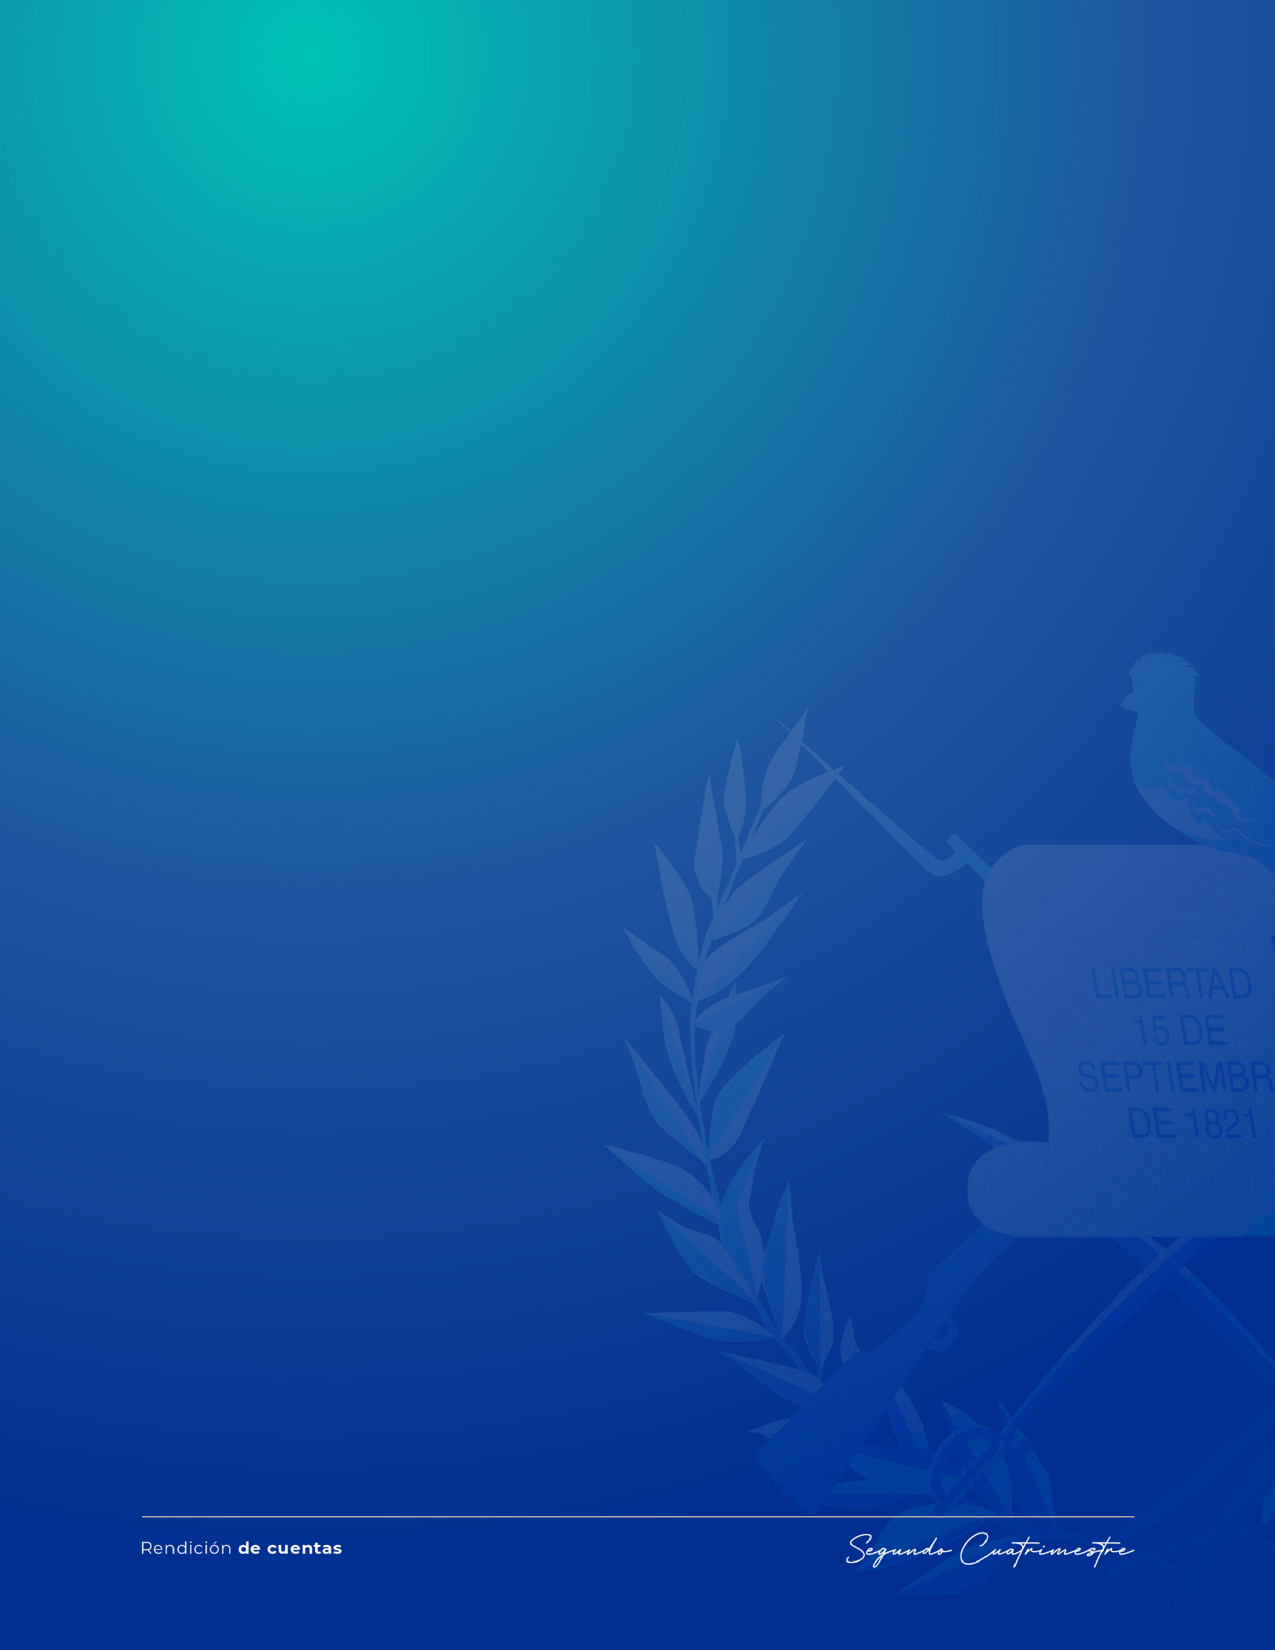 LIBERTAD
15 DE
SEPTIEMBR
DE 1821
Rendición de cuentas
Segundo Cuatrimestre